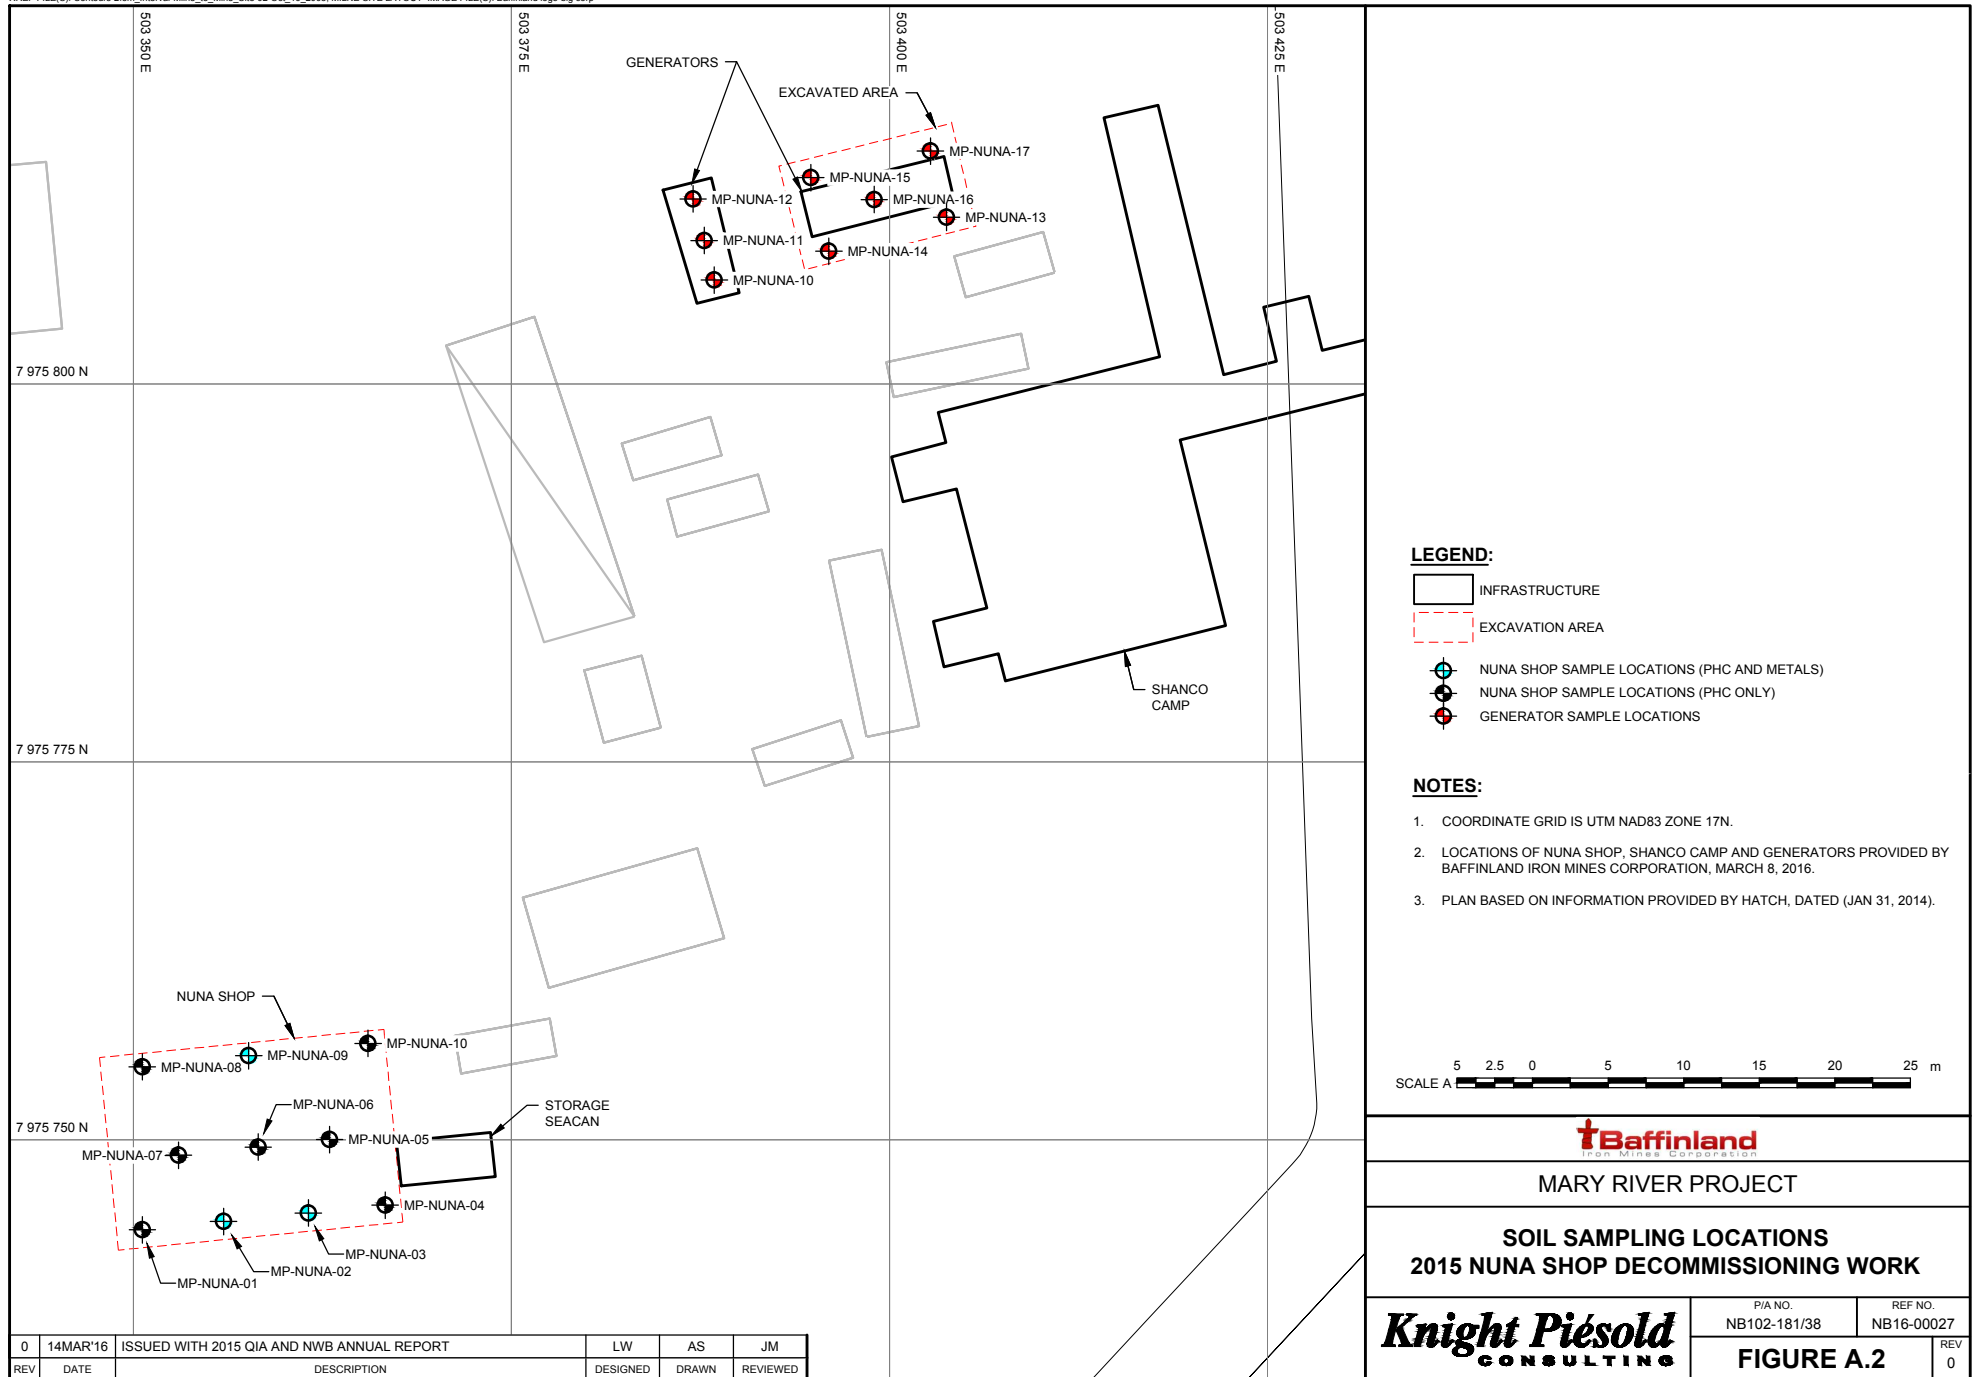 503 350 E
503 375 E
503 400 E
503 425 E
GENERATORS
EXCAVATED AREA
MP-NUNA-17
MP-NUNA-15
MP-NUNA-12
MP-NUNA-16
MP-NUNA-13
MP-NUNA-11
MP-NUNA-14
MP-NUNA-10
7 975 800 N
SHANCO
CAMP
7 975 775 N
NUNA SHOP
MP-NUNA-10
MP-NUNA-09
MP-NUNA-08
MP-NUNA-06
STORAGE
SEACAN
7 975 750 N
MP-NUNA-05
MP-NUNA-07
MP-NUNA-04
MP-NUNA-03
MP-NUNA-02
MP-NUNA-01
LEGEND:
INFRASTRUCTURE
EXCAVATION AREA
NUNA SHOP SAMPLE LOCATIONS (PHC AND METALS)
NUNA SHOP SAMPLE LOCATIONS (PHC ONLY)
GENERATOR SAMPLE LOCATIONS
NOTES:
1. COORDINATE GRID IS UTM NAD83 ZONE 17N.
2. LOCATIONS OF NUNA SHOP, SHANCO CAMP AND GENERATORS PROVIDED BY
BAFFINLAND IRON MINES CORPORATION, MARCH 8, 2016.
3. PLAN BASED ON INFORMATION PROVIDED BY HATCH, DATED (JAN 31, 2014).
5 2.5 0 5 10 15 20 25 m
SCALE A
Baffinland
Iron Mines Corporation
MARY RIVER PROJECT
SOIL SAMPLING LOCATIONS
2015 NUNA SHOP DECOMMISSIONING WORK
Knight Piésold
CONSULTING
P/A NO.
NB102-181/38
REF NO.
NB16-00027
FIGURE A.2
REV
0
0 14MAR'16 ISSUED WITH 2015 QIA AND NWB ANNUAL REPORT LW AS JM
REV DATE DESCRIPTION DESIGNED DRAWN REVIEWED